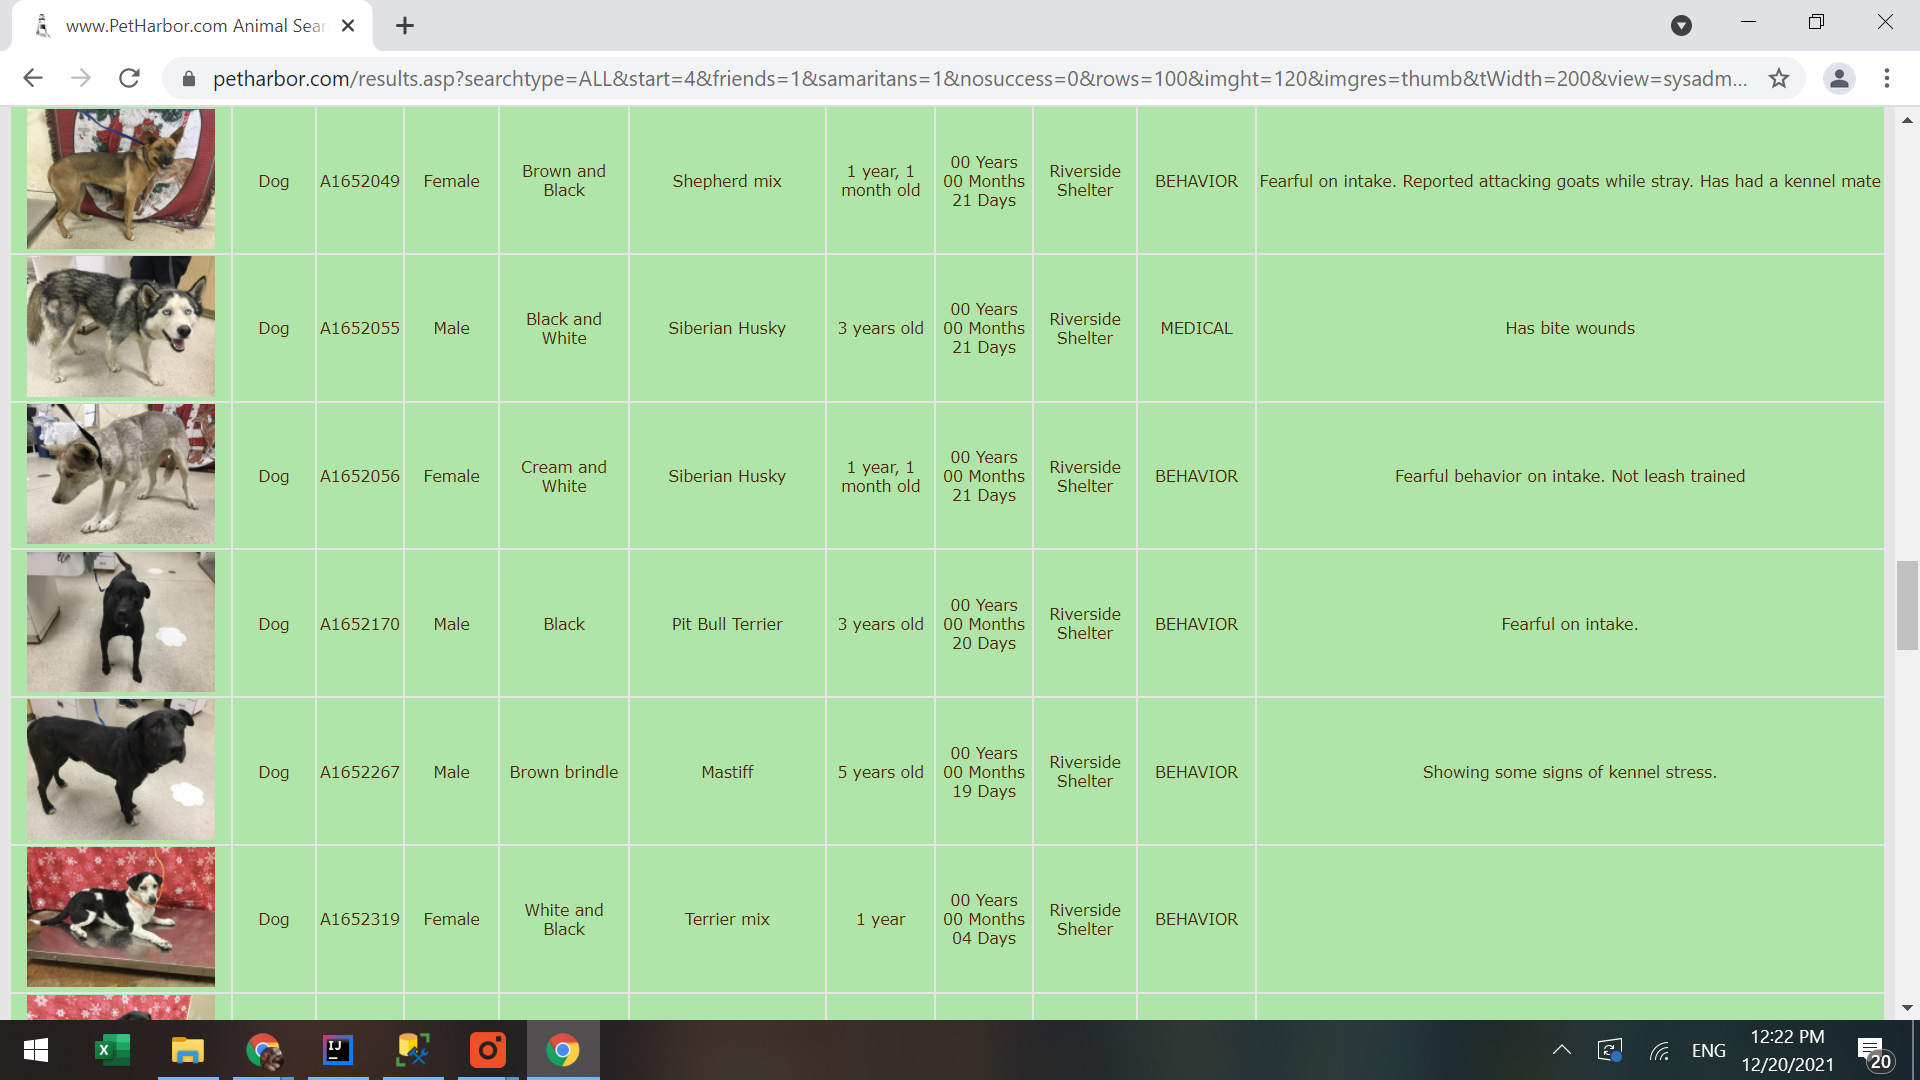 www.PetHarbor.com Animal Sear
petharbor.com/results.asp?searchtype=ALL&start=4&friends=1&samaritans=1&nosuccess=0&rows=100&imght=120&imgres=thumb&tWidth=200&view=sysadm...
Dog
A1652049
Female
Brown and
Black
Shepherd mix
1 year, 1
month old
00 Years
00 Months
21 Days
Riverside
Shelter
BEHAVIOR
Fearful on intake. Reported attacking goats while stray. Has had a kennel mate
Dog
A1652055
Male
Black and
White
Siberian Husky
3 years old
00 Years
00 Months
21 Days
Riverside
Shelter
MEDICAL
Has bite wounds
Dog
A1652056
Female
Cream and
White
Siberian Husky
1 year, 1
month old
00 Years
00 Months
21 Days
Riverside
Shelter
BEHAVIOR
Fearful behavior on intake. Not leash trained
Dog
A1652170
Male
Black
Pit Bull Terrier
3 years old
00 Years
00 Months
20 Days
Riverside
Shelter
BEHAVIOR
Fearful on intake.
Dog
A1652267
Male
Brown brindle
Mastiff
5 years old
00 Years
00 Months
19 Days
Riverside
Shelter
BEHAVIOR
Showing some signs of kennel stress.
Dog
A1652319
Female
White and
Black
Terrier mix
1 year
00 Years
00 Months
04 Days
Riverside
Shelter
BEHAVIOR
IJ
ENG
12:22 PM
12/20/2021
20